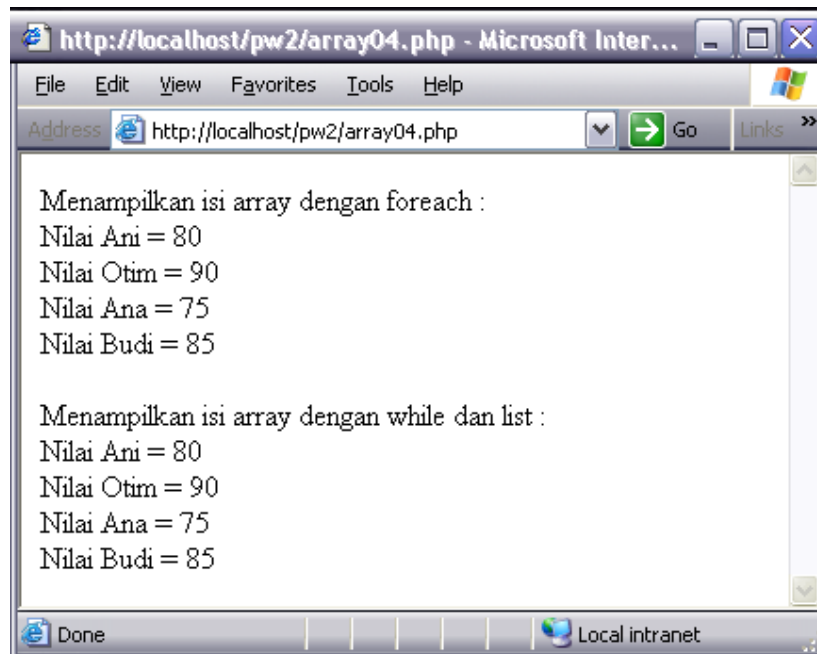 http://localhost/pw2/array04.php - Microsoft Inter...
File Edit View Favorites Tools Help
Address http://localhost/pw2/array04.php Go Links »
Menampilkan isi array dengan foreach :
Nilai Ani = 80
Nilai Otim = 90
Nilai Ana = 75
Nilai Budi = 85
Menampilkan isi array dengan while dan list :
Nilai Ani = 80
Nilai Otim = 90
Nilai Ana = 75
Nilai Budi = 85
Done Local intranet